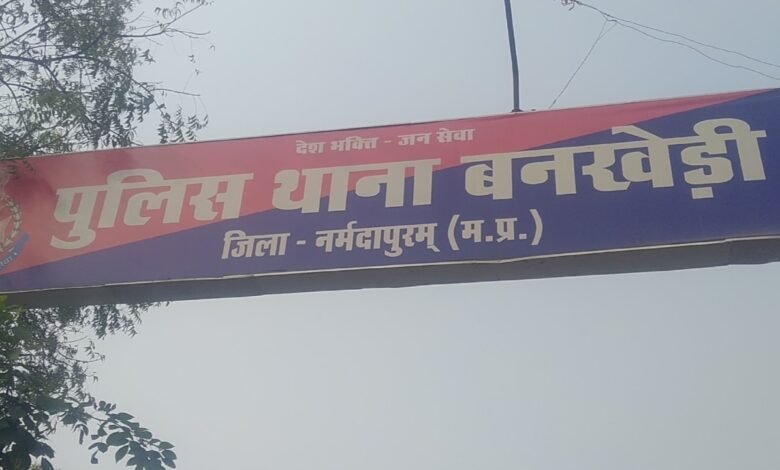 देश भक्ति - जन सेवा
पुलिस थाना बनखेड़ी
जिला - नर्मदापुरम् (म.प्र.)